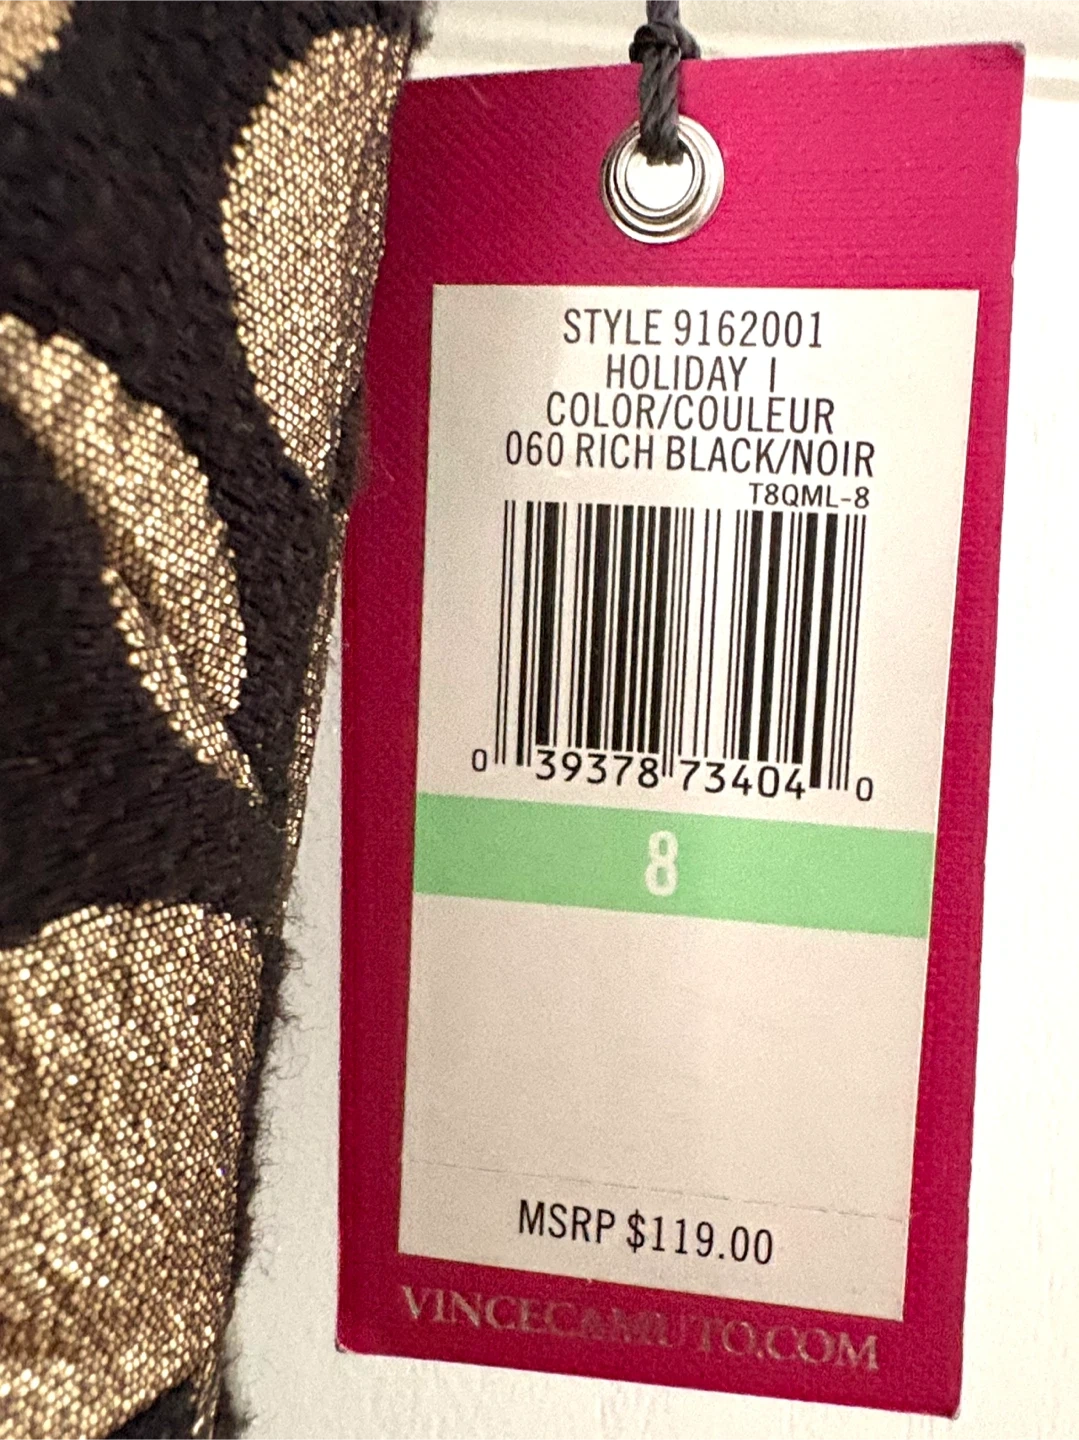 STYLE 9162001
HOLIDAY I
COLOR/COULEUR
060 RICH BLACK/NOIR
T8QML-8
0 39378 73404 0
8
MSRP $119.00
VINCECAMUTO.COM